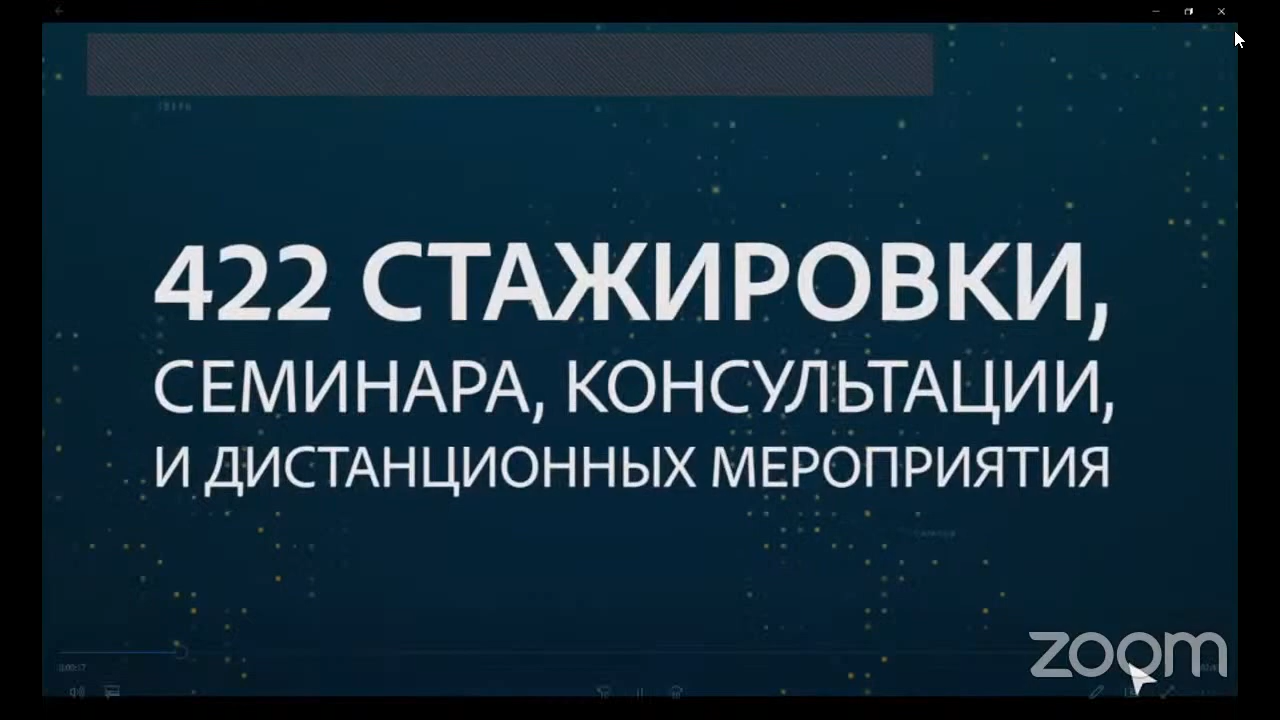 422 СТАЖИРОВКИ,
СЕМИНАРА, КОНСУЛЬТАЦИИ,
И ДИСТАНЦИОННЫХ МЕРОПРИЯТИЯ
zoom